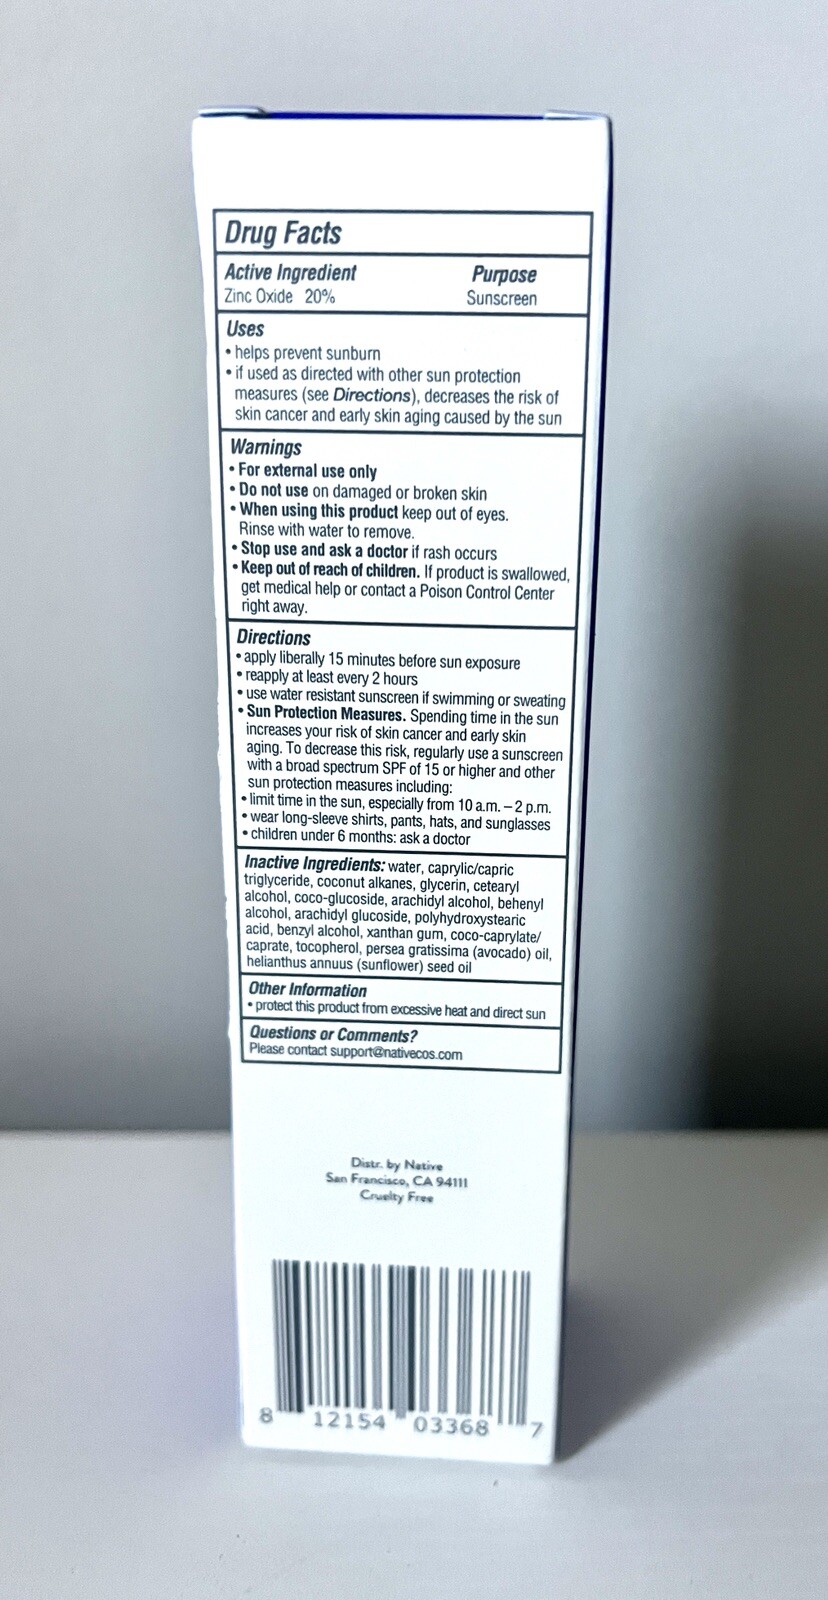 Drug Facts
Active Ingredient Purpose
Zinc Oxide 20% Sunscreen
Uses
• helps prevent sunburn
• if used as directed with other sun protection
measures (see Directions), decreases the risk of
skin cancer and early skin aging caused by the sun
Warnings
• For external use only
• Do not use on damaged or broken skin
• When using this product keep out of eyes.
Rinse with water to remove.
• Stop use and ask a doctor if rash occurs
• Keep out of reach of children. If product is swallowed,
get medical help or contact a Poison Control Center
right away.
Directions
• apply liberally 15 minutes before sun exposure
• reapply at least every 2 hours
• use water resistant sunscreen if swimming or sweating
• Sun Protection Measures. Spending time in the sun
increases your risk of skin cancer and early skin
aging. To decrease this risk, regularly use a sunscreen
with a broad spectrum SPF of 15 or higher and other
sun protection measures including:
• limit time in the sun, especially from 10 a.m. – 2 p.m.
• wear long-sleeve shirts, pants, hats, and sunglasses
• children under 6 months: ask a doctor
Inactive Ingredients: water, caprylic/capric
triglyceride, coconut alkanes, glycerin, cetearyl
alcohol, coco-glucoside, arachidyl alcohol, behenyl
alcohol, arachidyl glucoside, polyhydroxystearic
acid, benzyl alcohol, xanthan gum, coco-caprylate/
caprate, tocopherol, persea gratissima (avocado) oil,
helianthus annuus (sunflower) seed oil
Other Information
• protect this product from excessive heat and direct sun
Questions or Comments?
Please contact support@nativecos.com
Distr. by Native
San Francisco, CA 94111
Cruelty Free
8 12154 03368 7